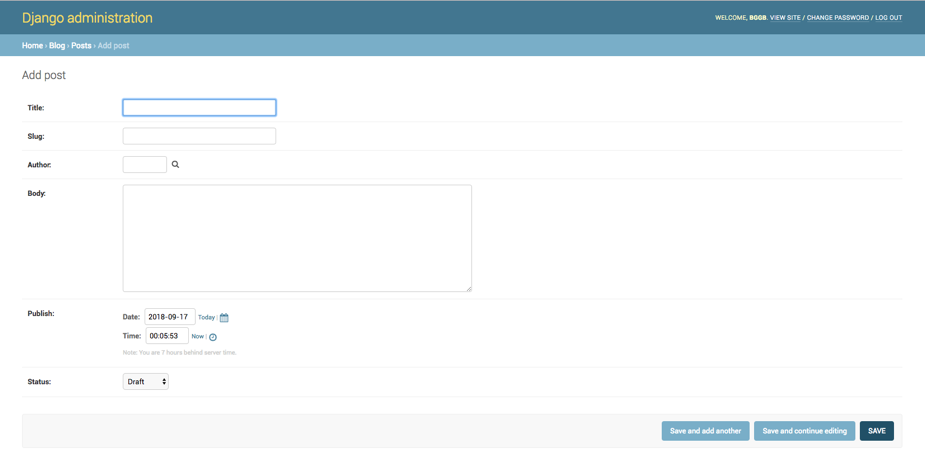 Django administration
WELCOME, BGGB. VIEW SITE / CHANGE PASSWORD / LOG OUT
Home › Blog › Posts › Add post
Add post
Title:
Slug:
Author:
Body:
Publish:
Date: 2018-09-17 Today |
Time: 00:05:53 Now |
Note: You are 7 hours behind server time.
Status: Draft
Save and add another Save and continue editing SAVE